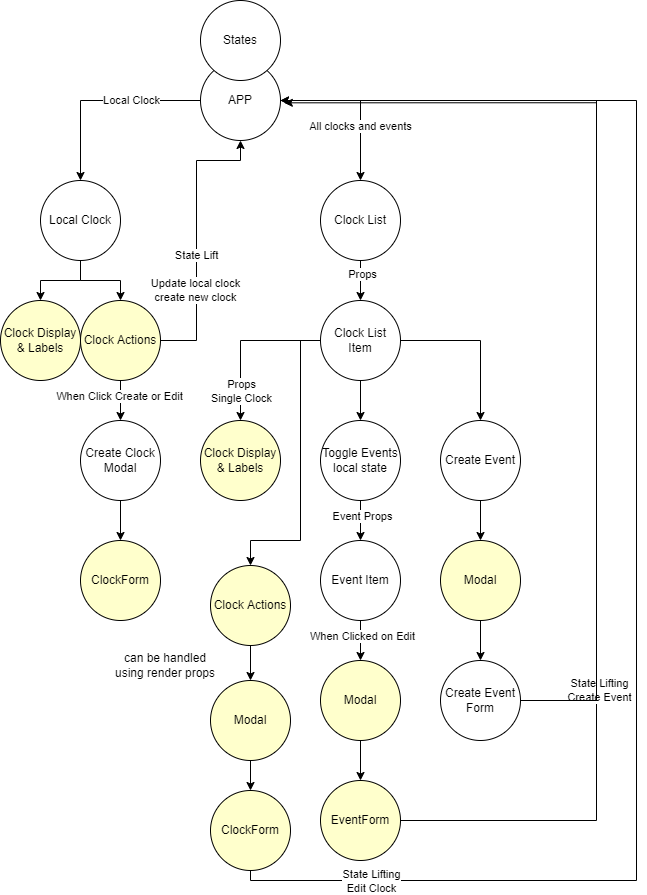 States
APP
Local Clock
All clocks and events
Local Clock
Clock List
State Lift
Props
Update local clock
create new clock
Clock Display
& Labels
Clock Actions
Clock List
Item
When Click Create or Edit
Props
Single Clock
Create Clock
Modal
Clock Display
& Labels
Toggle Events
local state
Create Event
Event Props
ClockForm
Clock Actions
Event Item
Modal
When Clicked on Edit
can be handled
using render props
Modal
Modal
Create Event
Form
State Lifting
Create Event
ClockForm
EventForm
State Lifting
Edit Clock